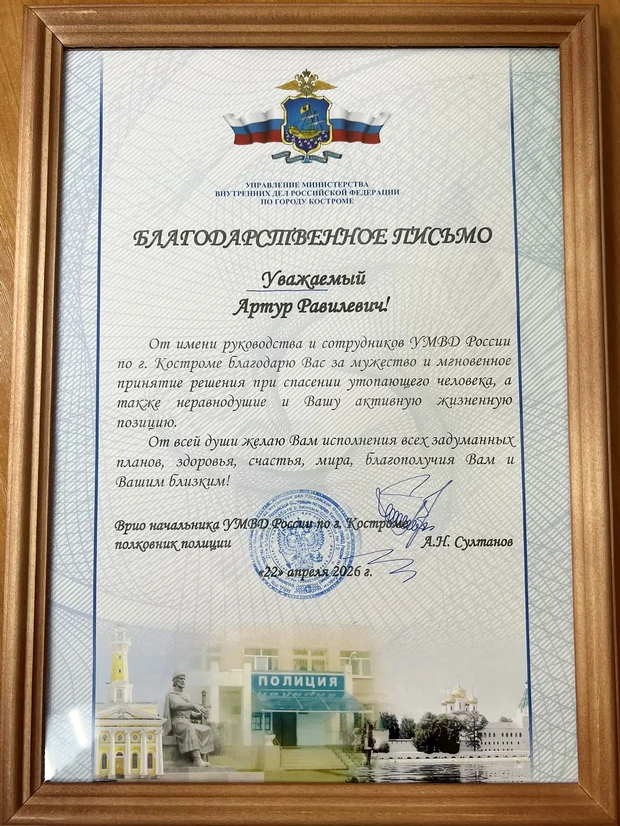 УПРАВЛЕНИЕ МИНИСТЕРСТВА
ВНУТРЕННИХ ДЕЛ РОССИЙСКОЙ ФЕДЕРАЦИИ
ПО ГОРОДУ КОСТРОМЕ
БЛАГОДАРСТВЕННОЕ ПИСЬМО
Уважаемый
Артур Равилевич!
От имени руководства и сотрудников УМВД России
по г. Костроме благодарю Вас за мужество и мгновенное
принятие решения при спасении утопающего человека, а
также неравнодушие и Вашу активную жизненную
позицию.
От всей души желаю Вам исполнения всех задуманных
планов, здоровья, счастья, мира, благополучия Вам и
Вашим близким!
Врио начальника УМВД России по г. Костроме
полковник полиции А.Н. Султанов
«22» апреля 2026 г.
ПОЛИЦИЯ